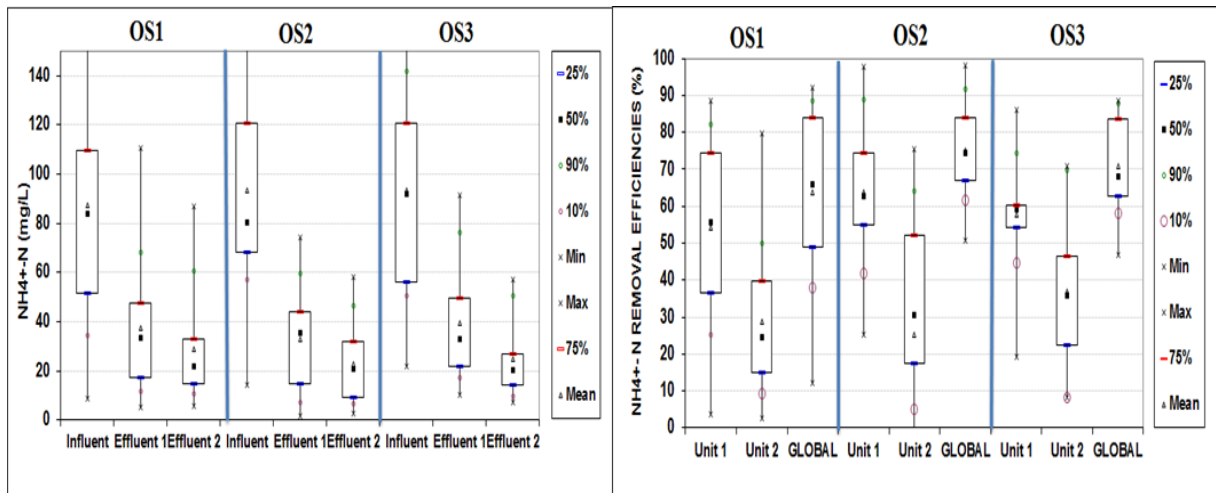 OS1 OS2 OS3
NH4+-N (mg/L)
140
120
100
80
60
40
20
0
Influent Effluent 1 Effluent 2 Influent Effluent 1 Effluent 2 Influent Effluent 1 Effluent 2
25%
50%
90%
10%
Min
Max
75%
Mean
OS1 OS2 OS3
NH4+- N REMOVAL EFFICIENCIES (%)
100
90
80
70
60
50
40
30
20
10
0
Unit 1 Unit 2 GLOBAL Unit 1 Unit 2 GLOBAL Unit 1 Unit 2 GLOBAL
25%
50%
90%
10%
Min
Max
75%
Mean